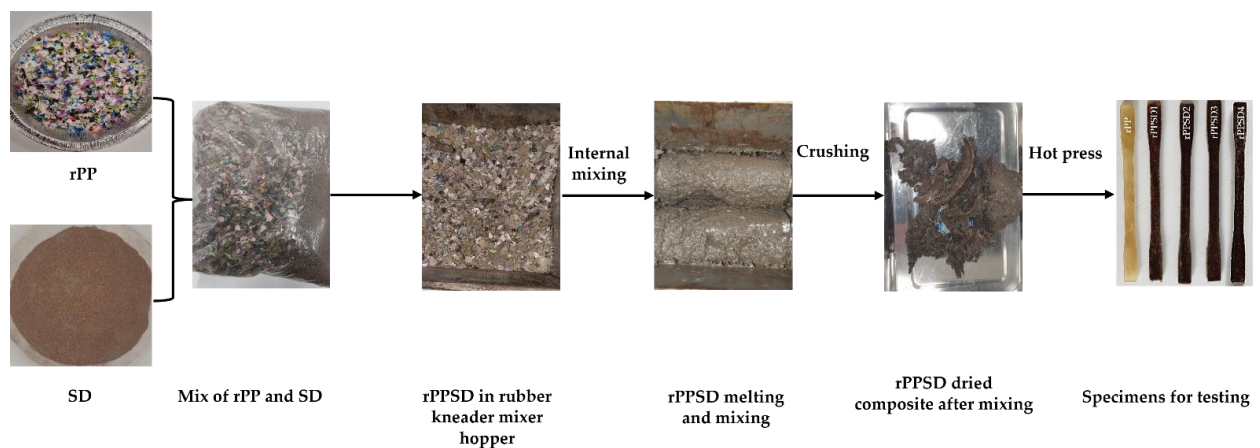 rPP
SD
Mix of rPP and SD
rPPSD in rubber
kneader mixer
hopper
Internal
mixing
rPPSD melting
and mixing
Crushing
rPPSD dried
composite after mixing
Hot press
rPP
rPPSD1
rPPSD2
rPPSD3
rPPSD4
Specimens for testing